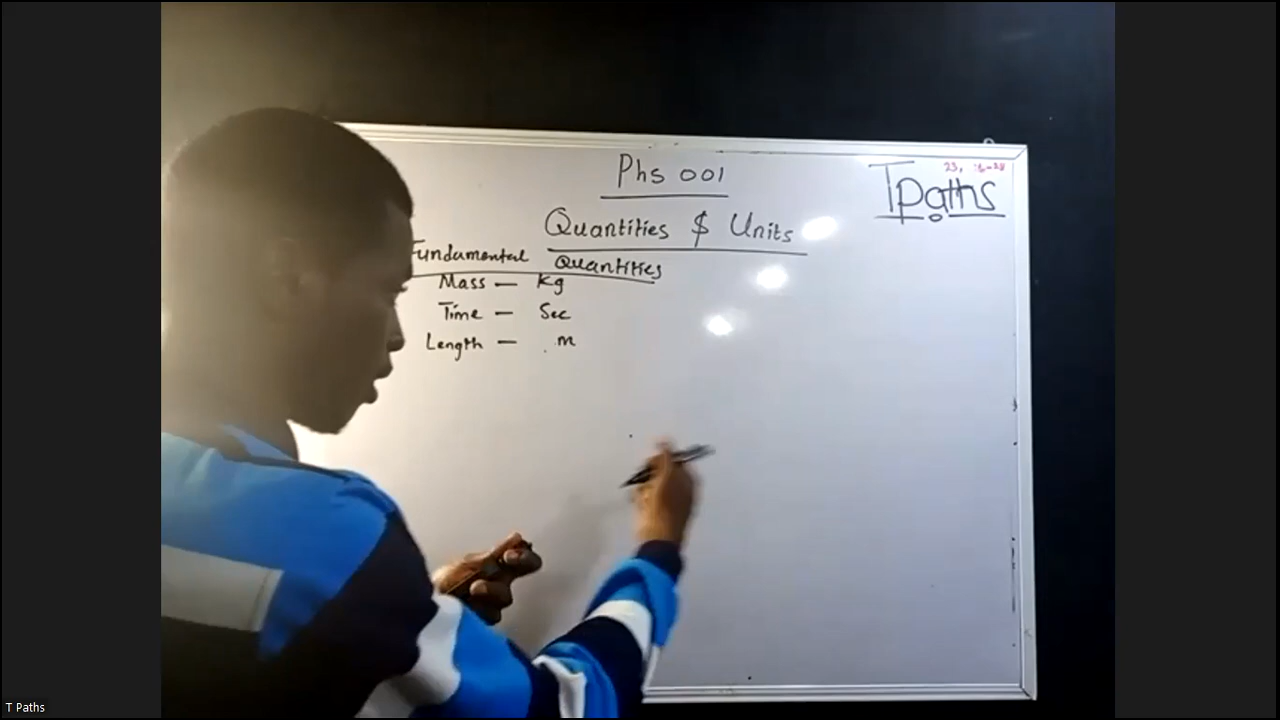 Phs 001
Tpaths
Quantities $ Units
Fundamental Quantities
Mass — Kg
Time — Sec
Length — m
T Paths